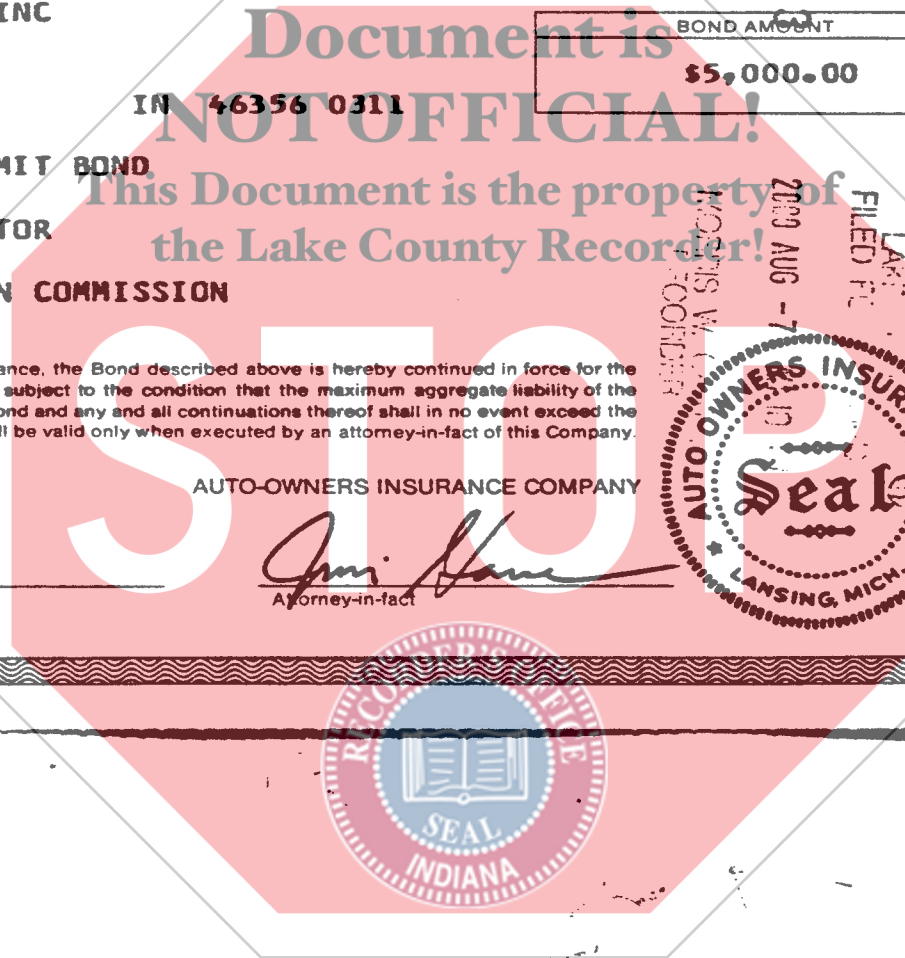 INC
Document is
BOND AMOUNT
$5,000.00
IN 46356 0311
NOT OFFICIAL!
MIT BOND
This Document is the property of
TOR
the Lake County Recorder!
N COMMISSION
2000 AUG -7
FILED
STOP
ance, the Bond described above is hereby continued in force for the
subject to the condition that the maximum aggregate liability of the
ond and any and all continuations thereof shall in no event exceed the
ll be valid only when executed by an attorney-in-fact of this Company.
AUTO-OWNERS INSURANCE COMPANY
Attorney-in-fact
AUTO OWNERS INSURA
Seal
LANSING, MICH.
RECORDER'S OFFICE
SEAL
INDIANA